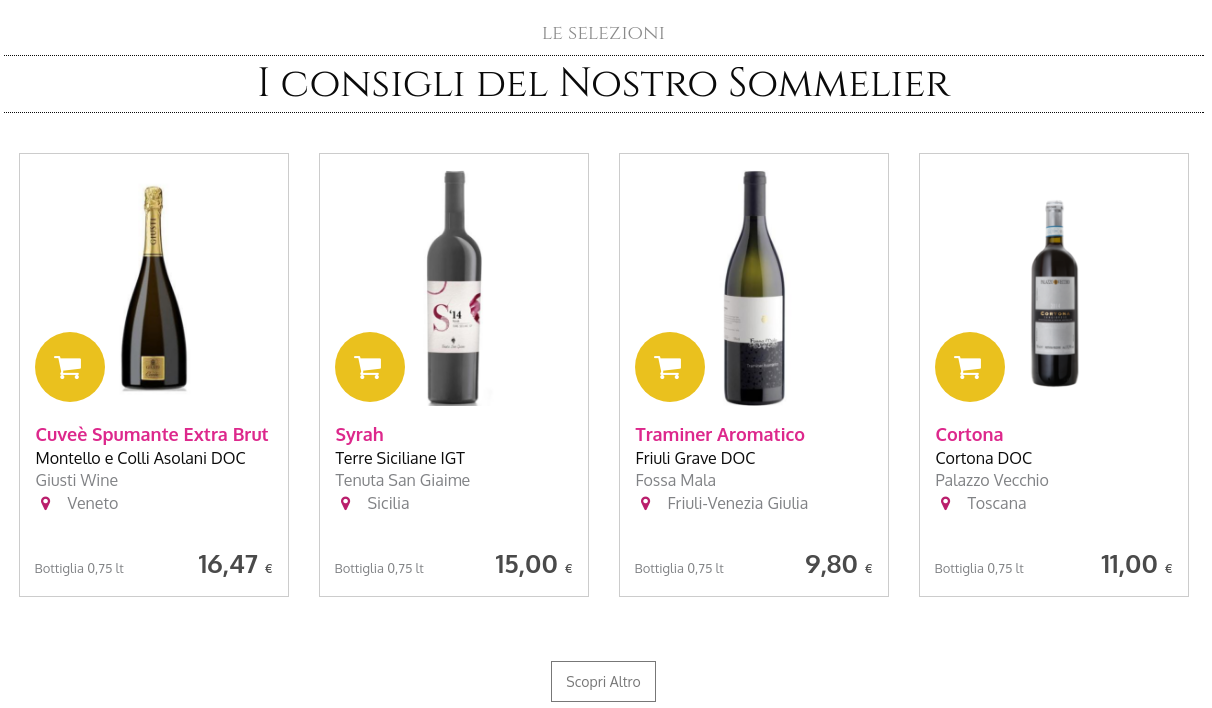 LE SELEZIONI
I CONSIGLI DEL NOSTRO SOMMELIER
GIUSTI
S '14
CORTONA
Cuveè Spumante Extra Brut
Montello e Colli Asolani DOC
Giusti Wine
Veneto
Bottiglia 0,75 lt
16,47 €
Syrah
Terre Siciliane IGT
Tenuta San Giaime
Sicilia
Bottiglia 0,75 lt
15,00 €
Traminer Aromatico
Friuli Grave DOC
Fossa Mala
Friuli-Venezia Giulia
Bottiglia 0,75 lt
9,80 €
Cortona
Cortona DOC
Palazzo Vecchio
Toscana
Bottiglia 0,75 lt
11,00 €
Scopri Altro